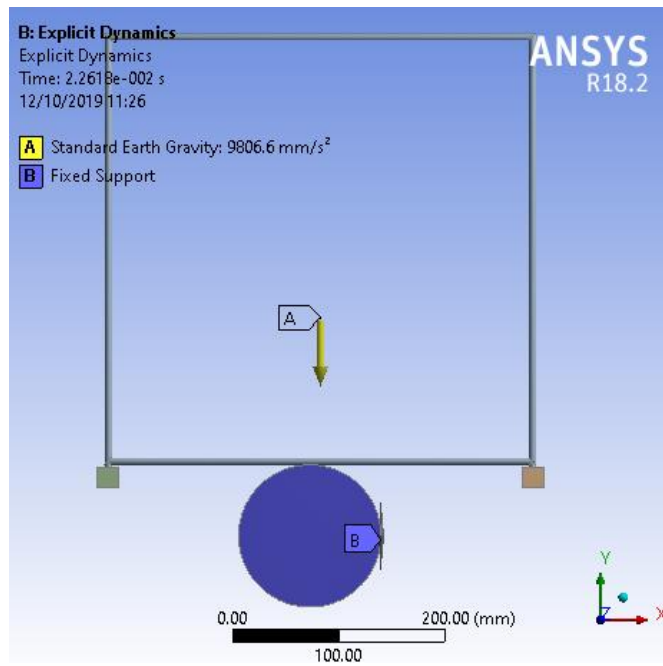 B: Explicit Dynamics
Explicit Dynamics
Time: 2.2618e-002 s
12/10/2019 11:26
A Standard Earth Gravity: 9806.6 mm/s²
B Fixed Support
ANSYS
R18.2
A
B
0.00 200.00 (mm)
100.00
Y
Z X